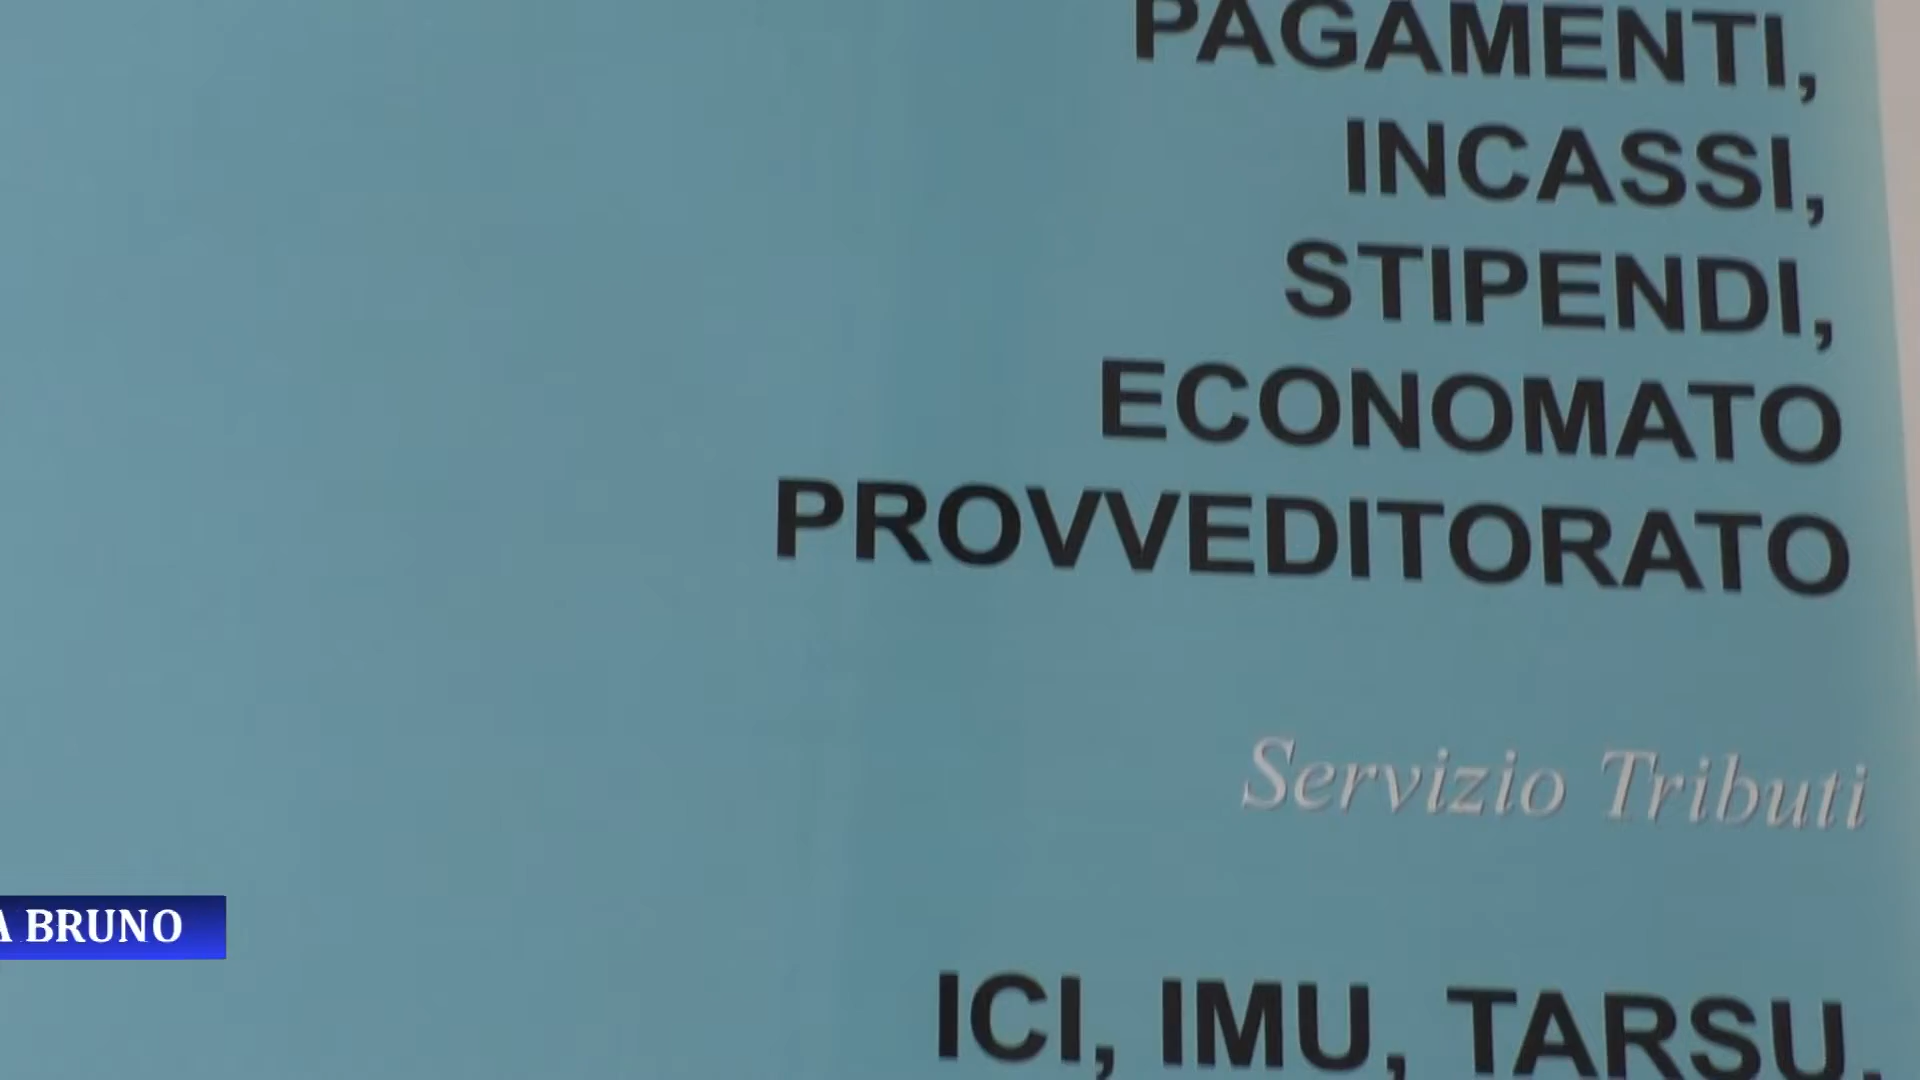 PAGAMENTI,
INCASSI,
STIPENDI,
ECONOMATO
PROVVEDITORATO
Servizio Tributi
A BRUNO
ICI, IMU, TARSU,